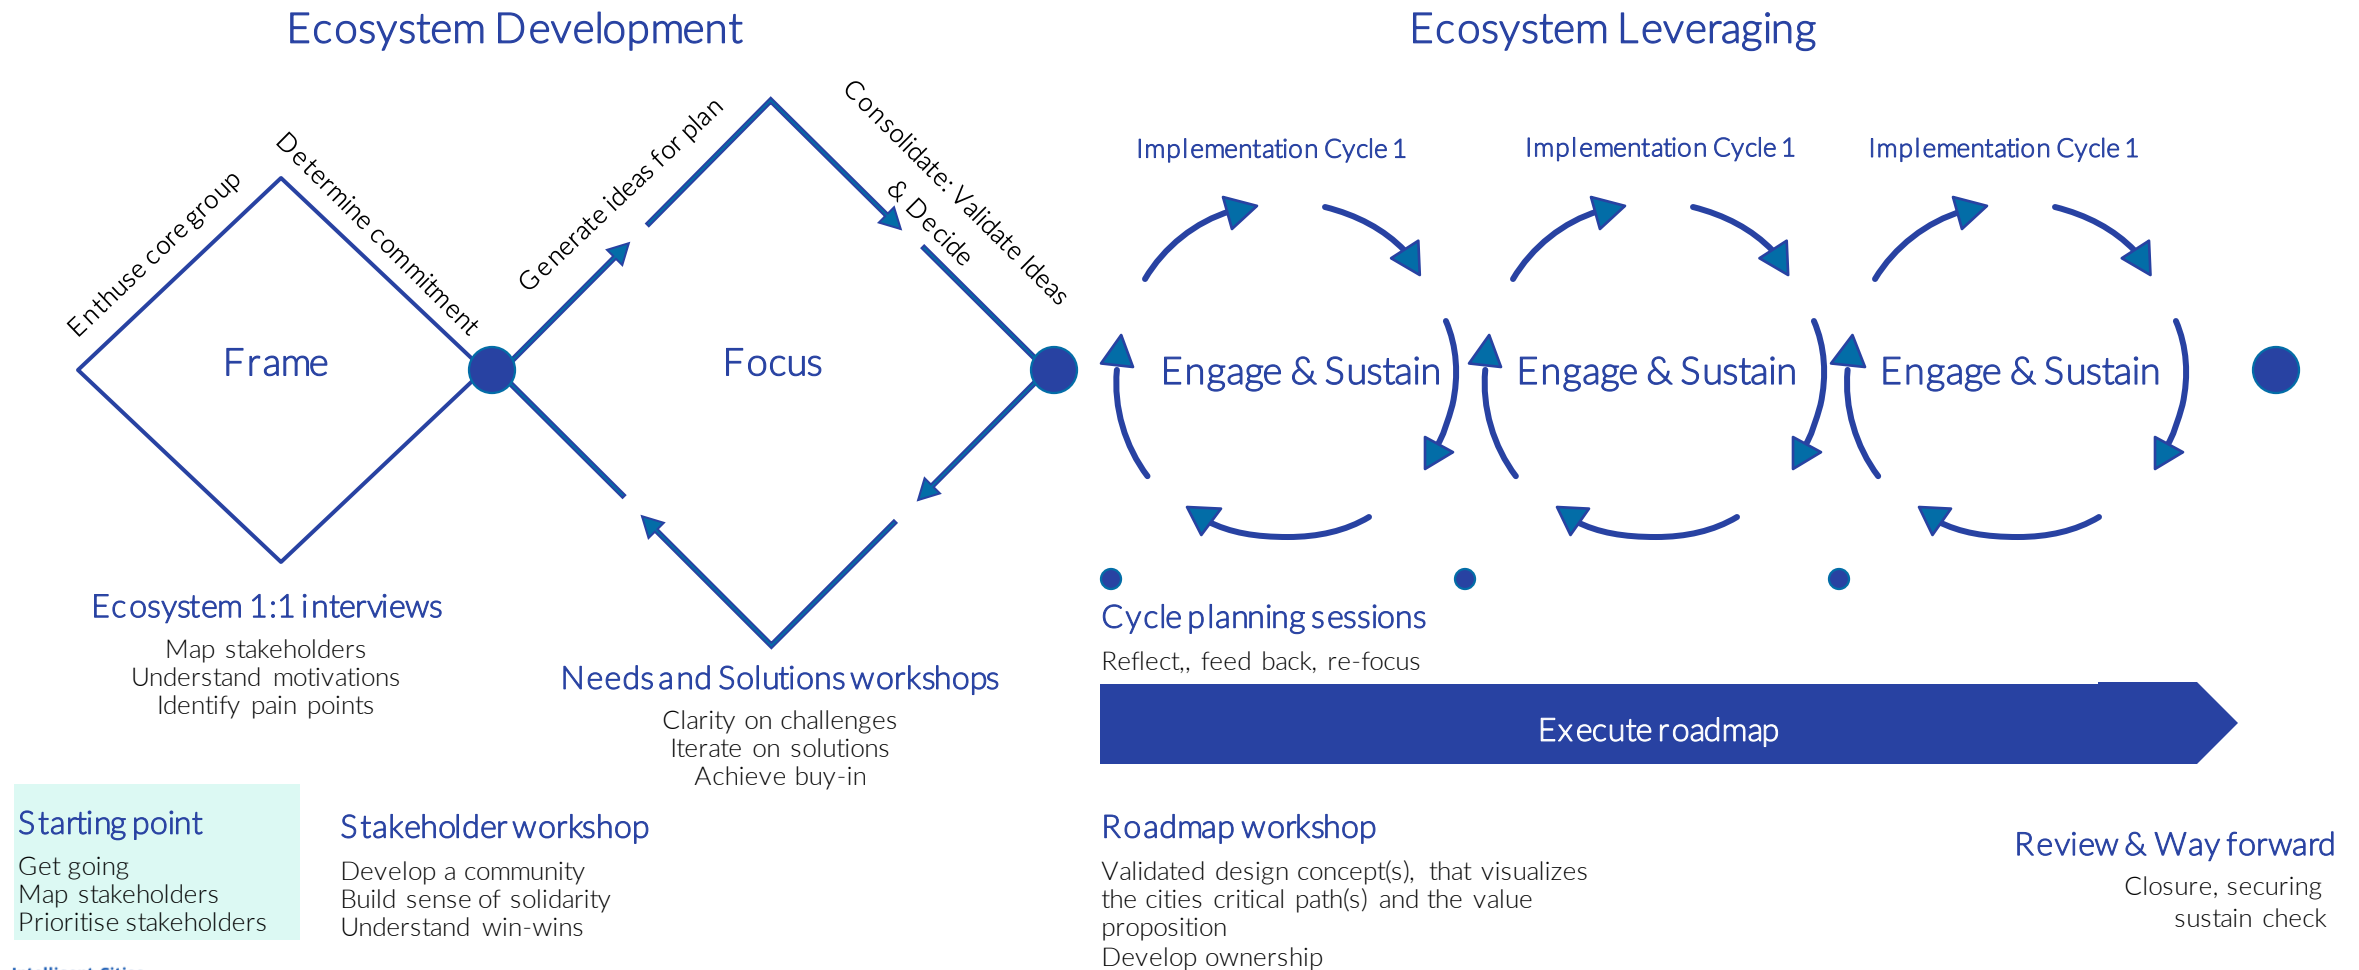 Ecosystem Development
Ecosystem Leveraging
Enthuse core group
Determine commitment
Generate ideas for plan
Consolidate: Validate Ideas
& Decide
Implementation Cycle 1
Implementation Cycle 1
Implementation Cycle 1
Frame
Focus
Engage & Sustain
Engage & Sustain
Engage & Sustain
Ecosystem 1:1 interviews
Map stakeholders
Understand motivations
Identify pain points
Needs and Solutions workshops
Clarity on challenges
Iterate on solutions
Achieve buy-in
Cycle planning sessions
Reflect,, feed back, re-focus
Execute roadmap
Starting point
Get going
Map stakeholders
Prioritise stakeholders
Stakeholder workshop
Develop a community
Build sense of solidarity
Understand win-wins
Roadmap workshop
Validated design concept(s), that visualizes
the cities critical path(s) and the value
proposition
Develop ownership
Review & Way forward
Closure, securing
sustain check